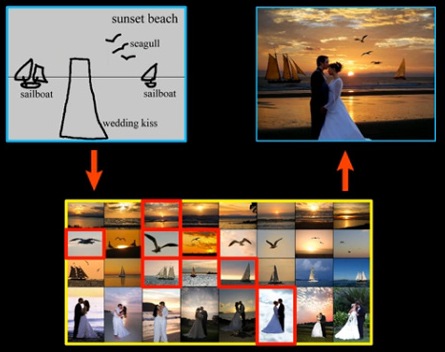 sunset beach
seagull
sailboat
sailboat
wedding kiss